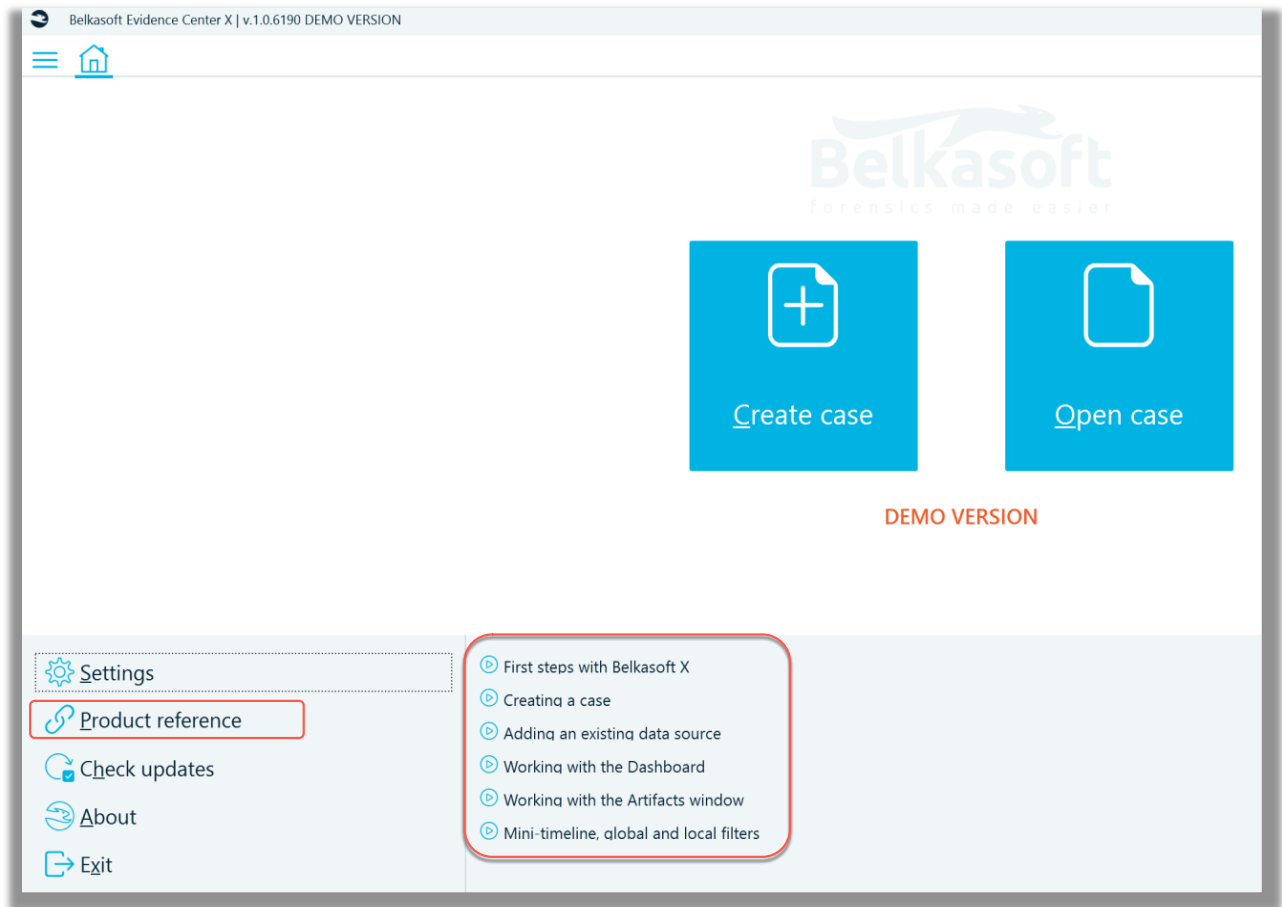 Belkasoft Evidence Center X | v.1.0.6190 DEMO VERSION
Belkasoft
forensics made easier
Create case
Open case
DEMO VERSION
Settings
Product reference
Check updates
About
Exit
First steps with Belkasoft X
Creating a case
Adding an existing data source
Working with the Dashboard
Working with the Artifacts window
Mini-timeline, global and local filters